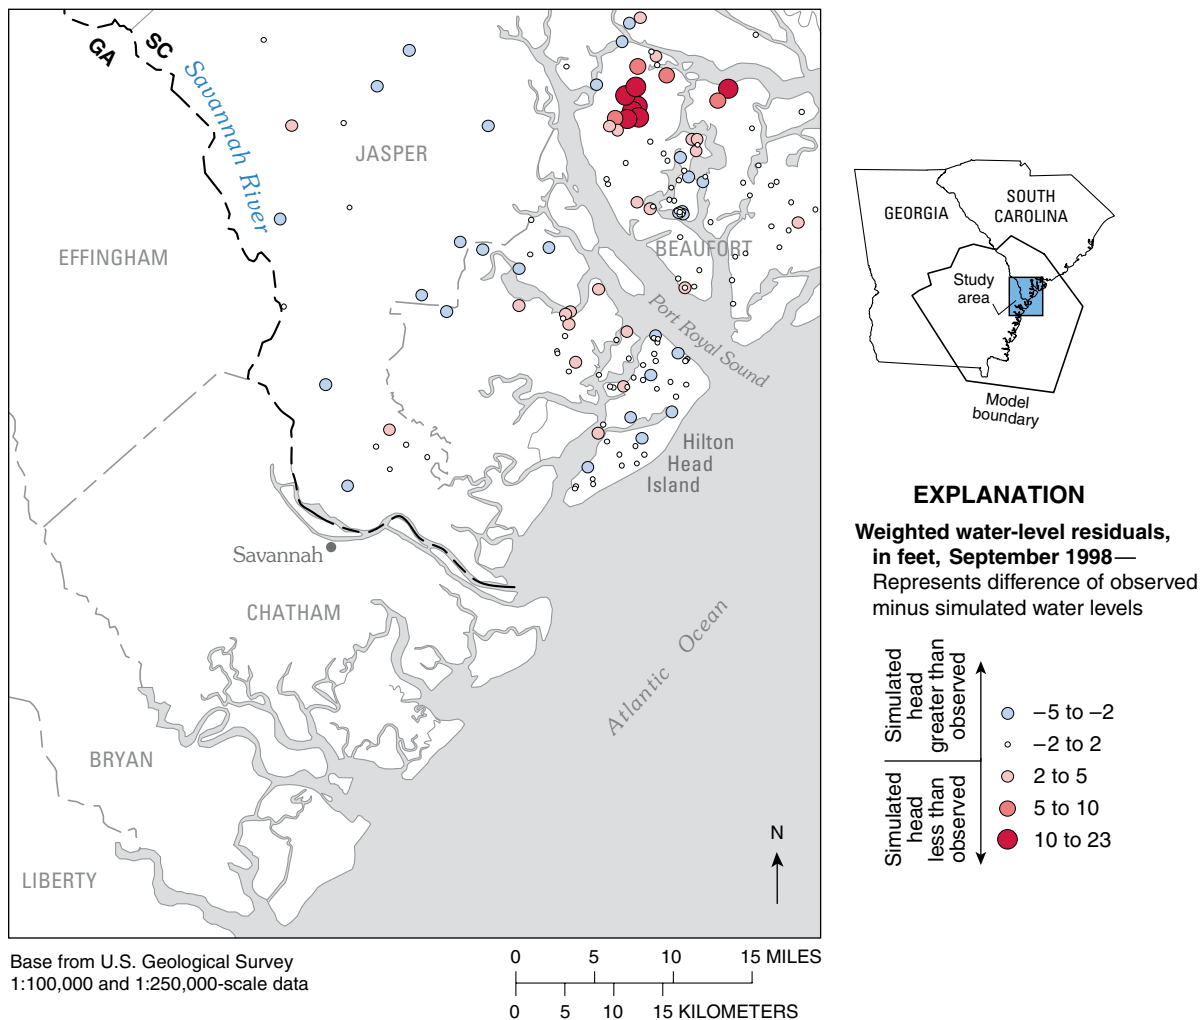 GA
SC
Savannah River
JASPER
EFFINGHAM
BEAUFORT
Port Royal Sound
Hilton
Head
Island
Savannah
CHATHAM
Atlantic Ocean
BRYAN
LIBERTY
N
GEORGIA
SOUTH
CAROLINA
Study
area
Model
boundary
EXPLANATION
Weighted water-level residuals,
in feet, September 1998—
Represents difference of observed
minus simulated water levels
Simulated
head
greater than
observed
Simulated
head
less than
observed
–5 to –2
–2 to 2
2 to 5
5 to 10
10 to 23
Base from U.S. Geological Survey
1:100,000 and 1:250,000-scale data
0 5 10 15 MILES
0 5 10 15 KILOMETERS